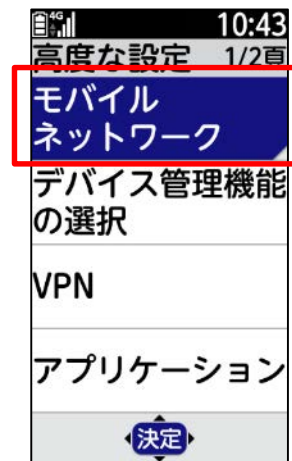 4G 10:43
高度な設定 1/2頁
モバイル
ネットワーク
デバイス管理機能
の選択
VPN
アプリケーション
決定